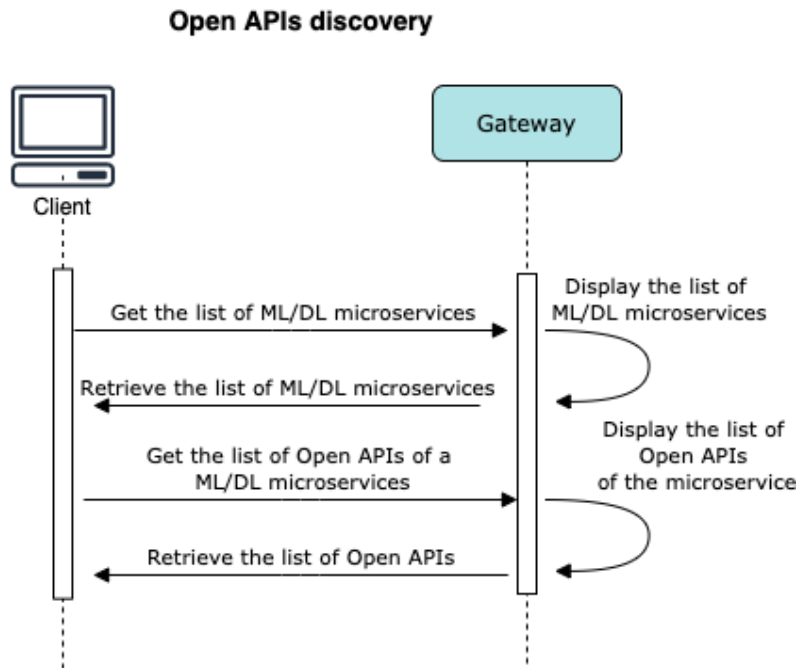 Open APIs discovery
Gateway
Client
Display the list of
ML/DL microservices
Get the list of ML/DL microservices
Retrieve the list of ML/DL microservices
Display the list of
Open APIs
of the microservice
Get the list of Open APIs of a
ML/DL microservices
Retrieve the list of Open APIs